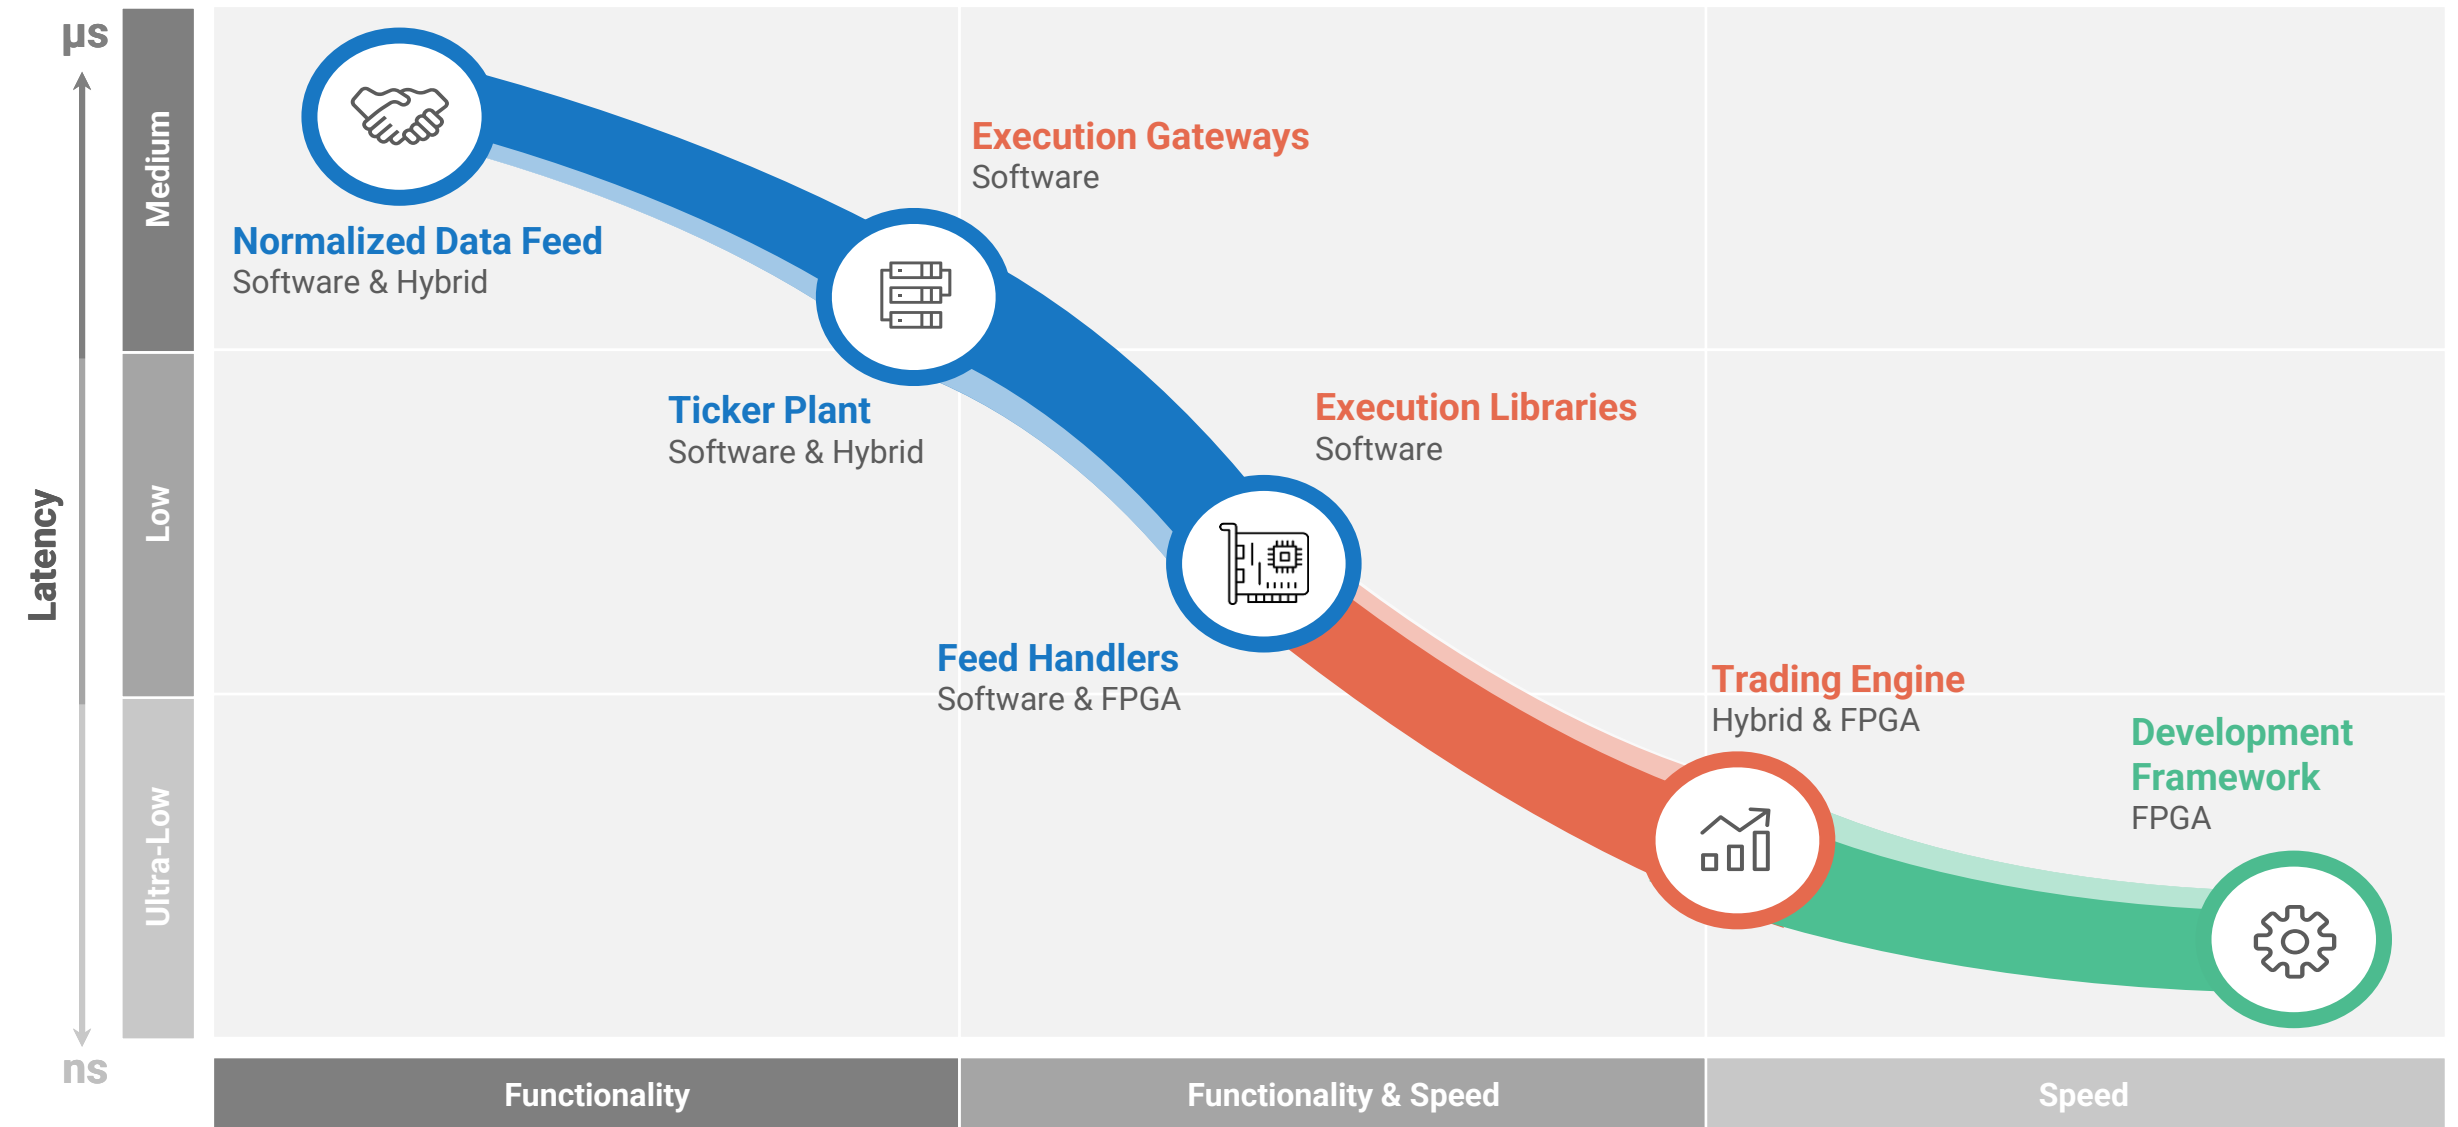 µs
Latency
ns
Medium
Low
Ultra-Low
Normalized Data Feed
Software & Hybrid
Execution Gateways
Software
Ticker Plant
Software & Hybrid
Execution Libraries
Software
Feed Handlers
Software & FPGA
Trading Engine
Hybrid & FPGA
Development
Framework
FPGA
Functionality
Functionality & Speed
Speed